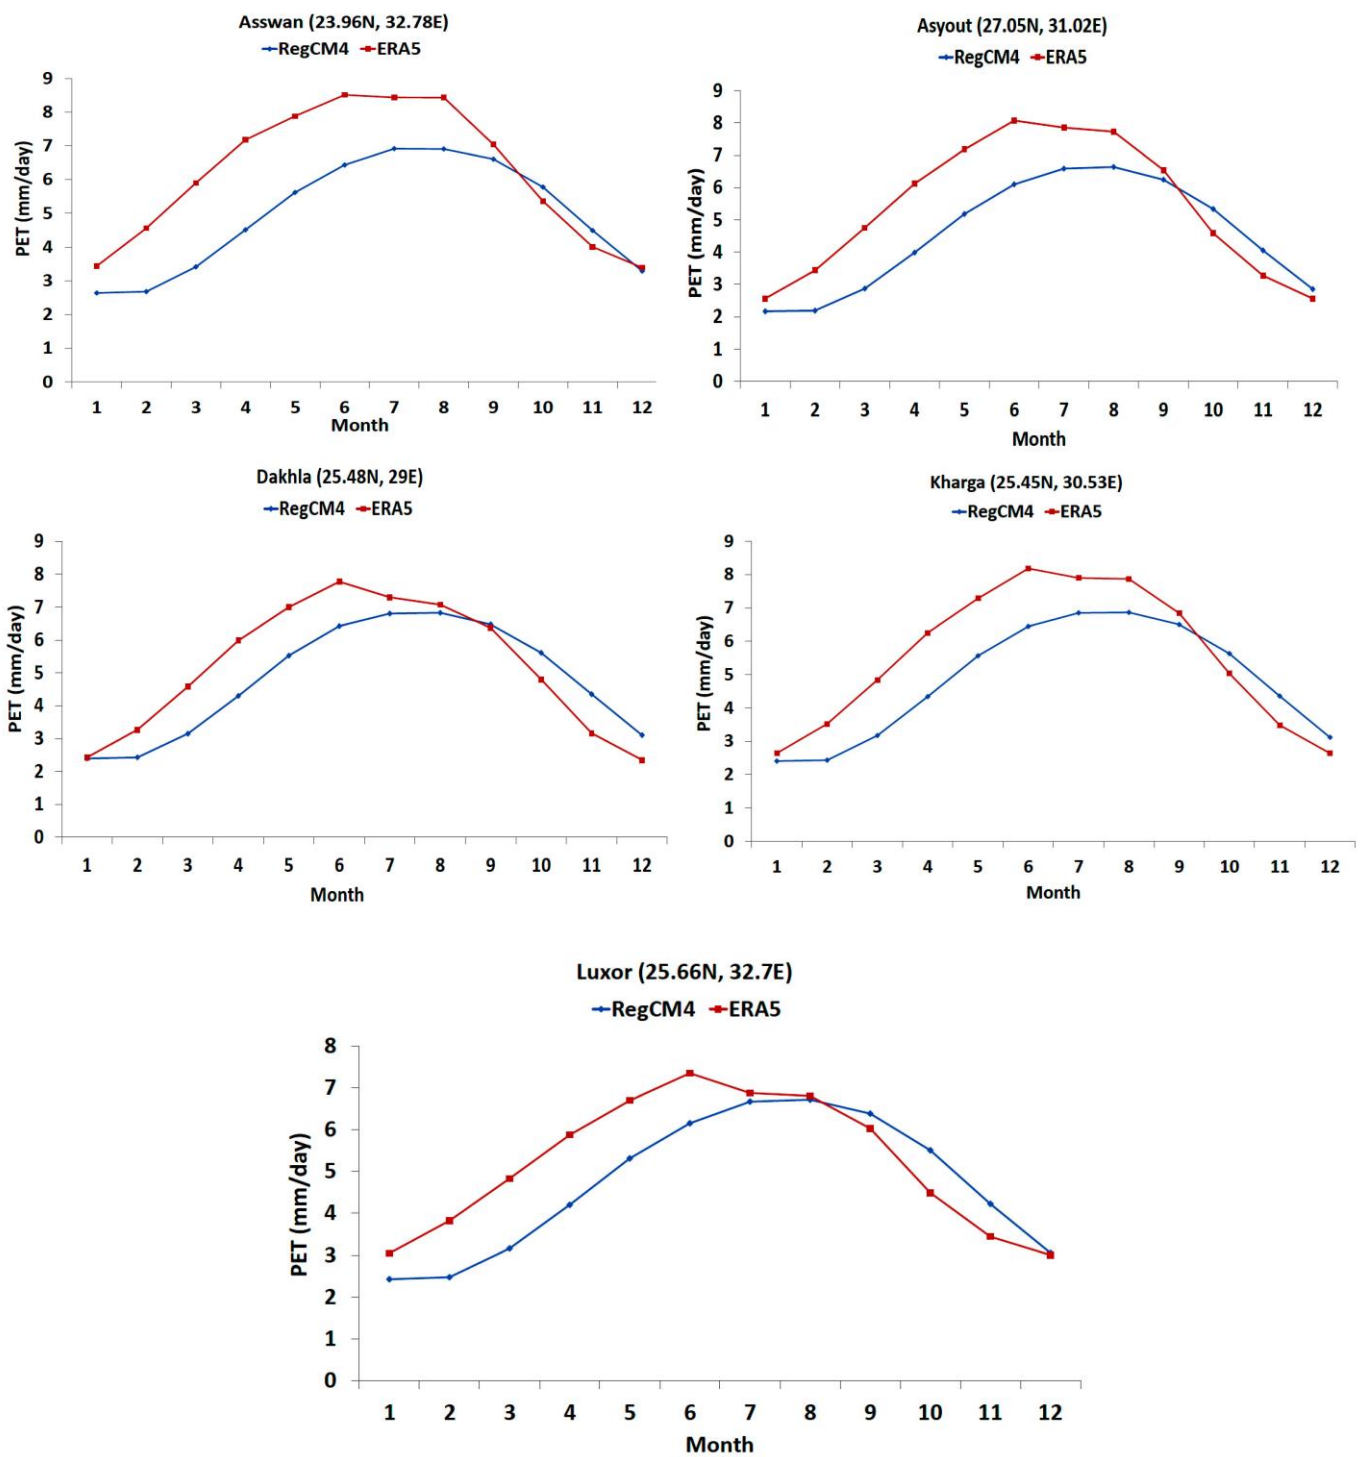 Asswan (23.96N, 32.78E)
RegCM4 ERA5
PET (mm/day)
9
8
7
6
5
4
3
2
1
0
1 2 3 4 5 6 7 8 9 10 11 12
Month
Asyout (27.05N, 31.02E)
RegCM4 ERA5
PET (mm/day)
9
8
7
6
5
4
3
2
1
0
1 2 3 4 5 6 7 8 9 10 11 12
Month
Dakhla (25.48N, 29E)
RegCM4 ERA5
PET (mm/day)
9
8
7
6
5
4
3
2
1
0
1 2 3 4 5 6 7 8 9 10 11 12
Month
Kharga (25.45N, 30.53E)
RegCM4 ERA5
PET (mm/day)
9
8
7
6
5
4
3
2
1
0
1 2 3 4 5 6 7 8 9 10 11 12
Month
Luxor (25.66N, 32.7E)
RegCM4 ERA5
PET (mm/day)
8
7
6
5
4
3
2
1
0
1 2 3 4 5 6 7 8 9 10 11 12
Month